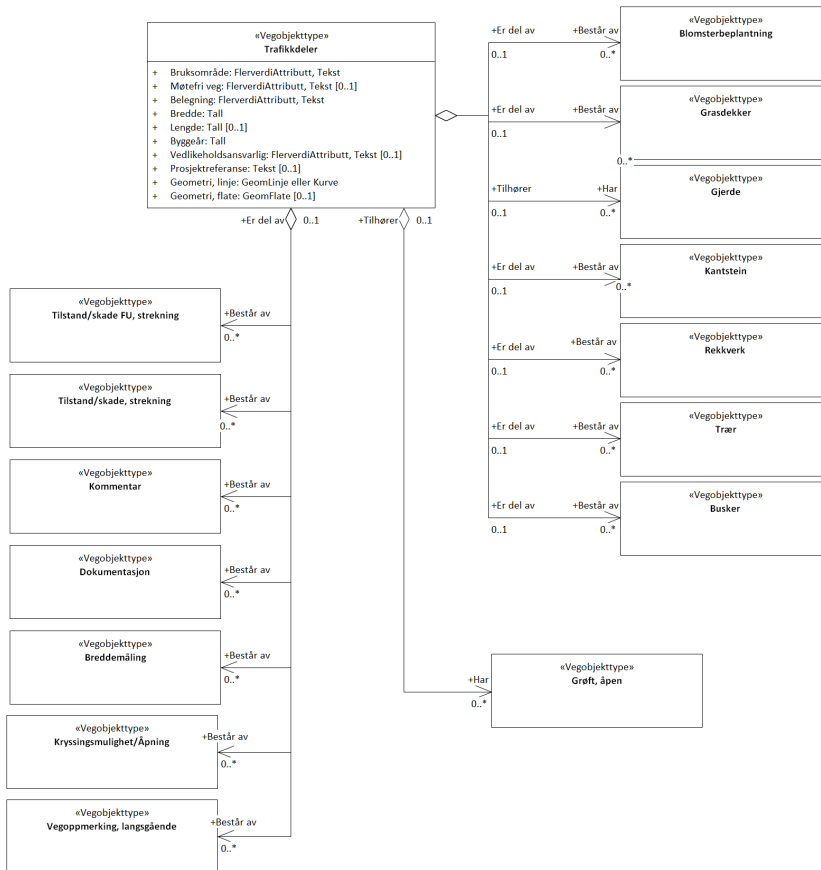 «Vegobjekttype»
Trafikkdeler
+ Bruksområde: FlerverdiAttributt, Tekst
+ Møtefri veg: FlerverdiAttributt, Tekst [0..1]
+ Belegning: FlerverdiAttributt, Tekst
+ Bredde: Tall
+ Lengde: Tall [0..1]
+ Byggeår: Tall
+ Vedlikeholdsansvarlig: FlerverdiAttributt, Tekst [0..1]
+ Prosjektreferanse: Tekst [0..1]
+ Geometri, linje: GeomLinje eller Kurve
+ Geometri, flate: GeomFlate [0..1]
+Er del av 0..1
+Tilhører 0..1
+Er del av +Består av
0..1 0..*
«Vegobjekttype»
Blomsterbeplantning
+Er del av +Består av
0..1
0..*
«Vegobjekttype»
Grasdekker
+Tilhører +Har
0..1 0..*
«Vegobjekttype»
Gjerde
+Er del av +Består av
0..1 0..*
«Vegobjekttype»
Kantstein
+Er del av +Består av
0..1 0..*
«Vegobjekttype»
Rekkverk
+Er del av +Består av
0..1 0..*
«Vegobjekttype»
Trær
+Er del av +Består av
0..1 0..*
«Vegobjekttype»
Busker
«Vegobjekttype»
Tilstand/skade FU, strekning
+Består av
0..*
«Vegobjekttype»
Tilstand/skade, strekning
+Består av
0..*
«Vegobjekttype»
Kommentar
+Består av
0..*
«Vegobjekttype»
Dokumentasjon
+Består av
0..*
«Vegobjekttype»
Breddemåling
+Består av
0..*
«Vegobjekttype»
Kryssingsmulighet/Åpning
+Består av
0..*
«Vegobjekttype»
Vegoppmerking, langsgående
+Består av
0..*
+Har
0..*
«Vegobjekttype»
Grøft, åpen